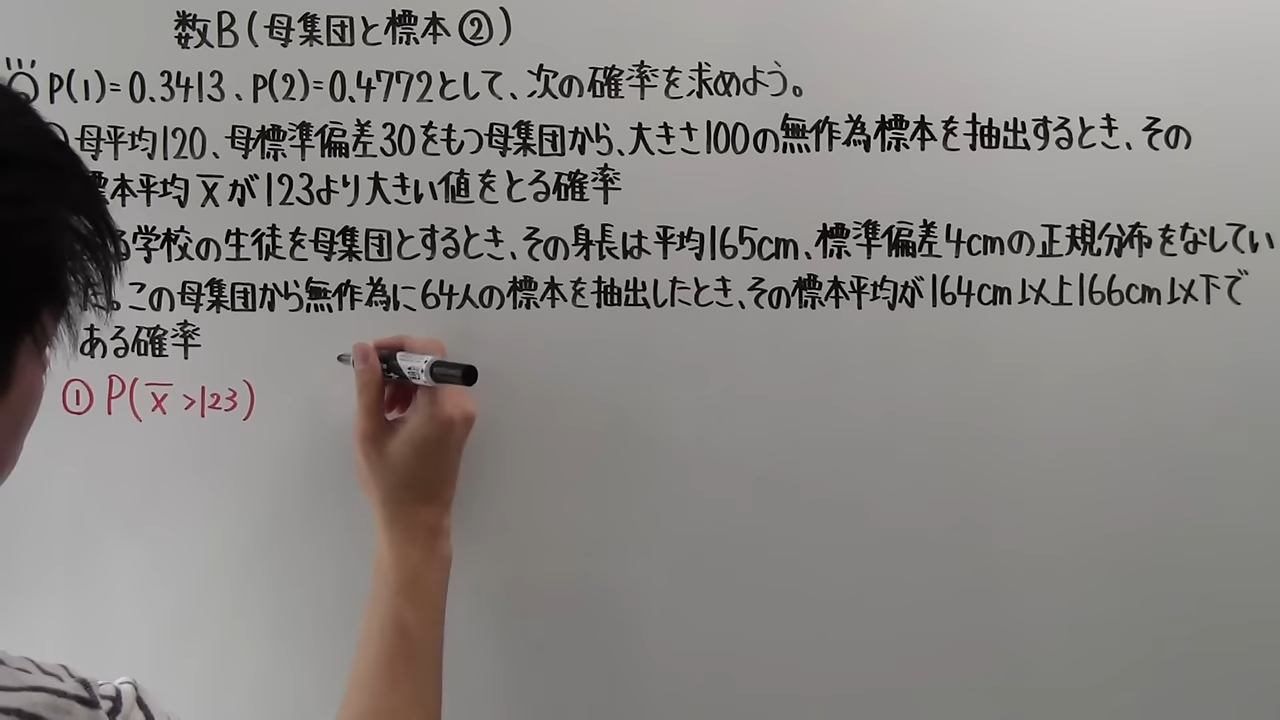 数B(母集団と標本②)
P(1)=0.3413、P(2)=0.4772として、次の確率を求めよう。
母平均120、母標準偏差30をもつ母集団から、大きさ100の無作為標本を抽出するとき、その
標本平均X̄が123より大きい値をとる確率
る学校の生徒を母集団とするとき、その身長は平均165cm、標準偏差4cmの正規分布をなしてい
た。この母集団から無作為に64人の標本を抽出したとき、その標本平均が164cm以上166cm以下で
ある確率
① P(X̄>123)